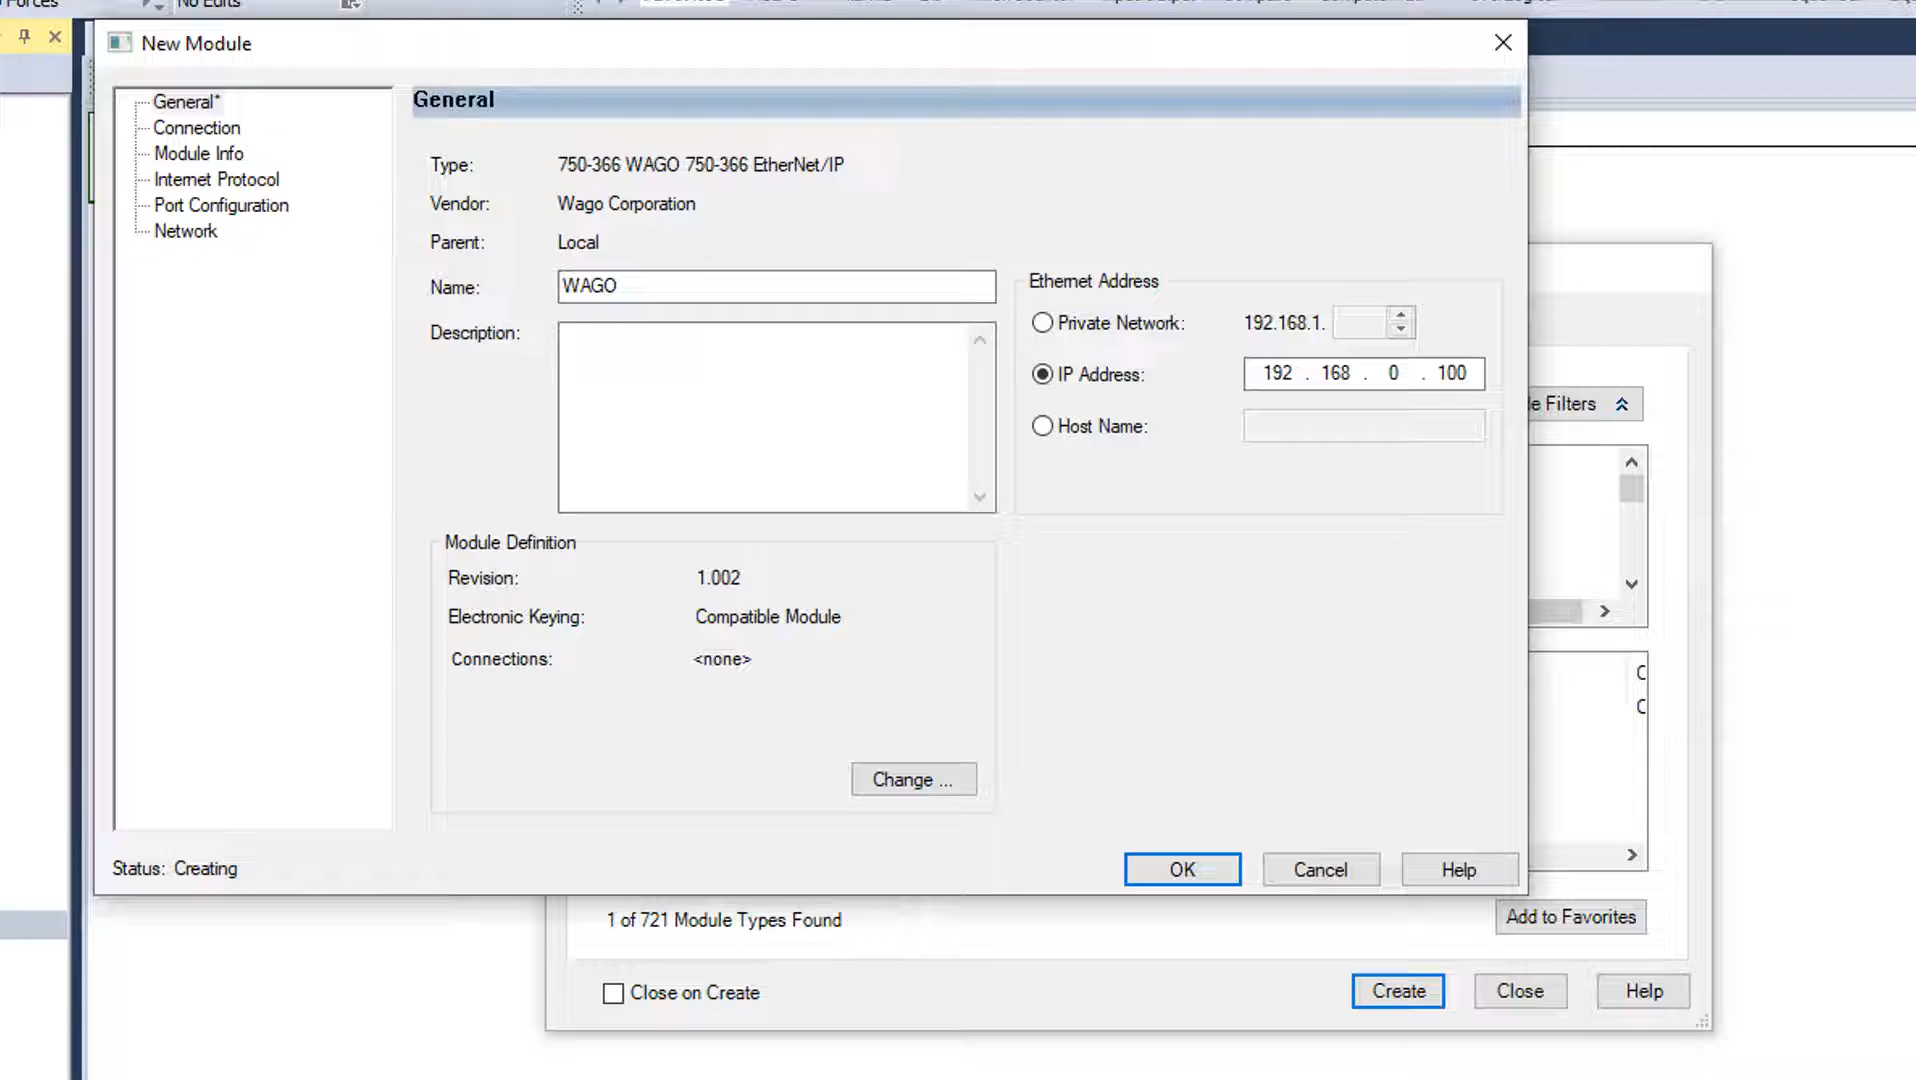 No Edits
New Module
General*
Connection
Module Info
Internet Protocol
Port Configuration
Network
General
Type: 750-366 WAGO 750-366 EtherNet/IP
Vendor: Wago Corporation
Parent: Local
Name: WAGO
Description:
Ethernet Address
Private Network: 192.168.1.
IP Address: 192 . 168 . 0 . 100
Host Name:
Module Definition
Revision: 1.002
Electronic Keying: Compatible Module
Connections: <none>
Change ...
Status: Creating
OK
Cancel
Help
Filters
1 of 721 Module Types Found
Add to Favorites
Close on Create
Create
Close
Help